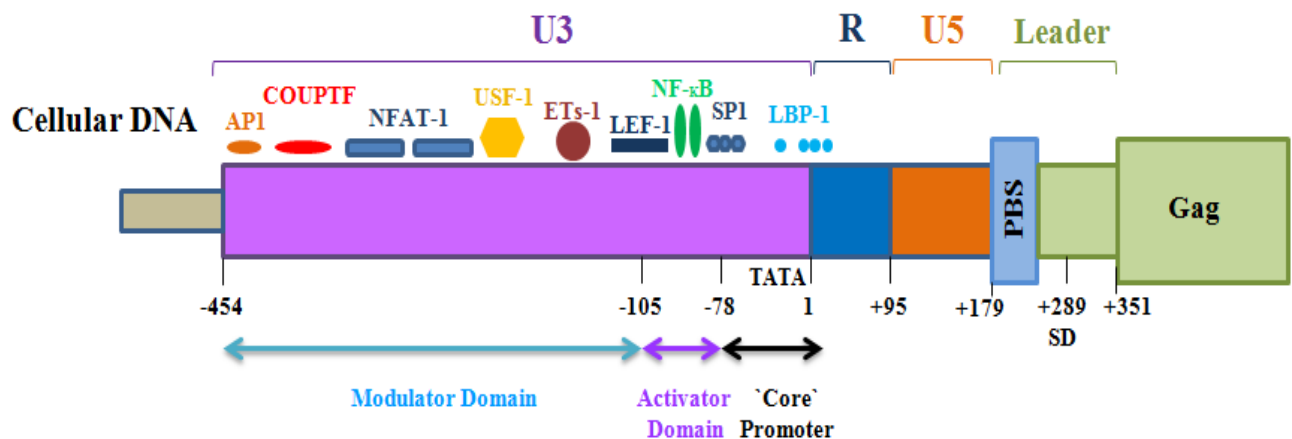 U3
R
U5
Leader
Cellular DNA
AP1
COUPTF
NFAT-1
USF-1
ETs-1
LEF-1
NF-κB
SP1
LBP-1
PBS
Gag
TATA
-454
-105
-78
1
+95
+179
+289
+351
SD
Modulator Domain
Activator
Domain
`Core`
Promoter